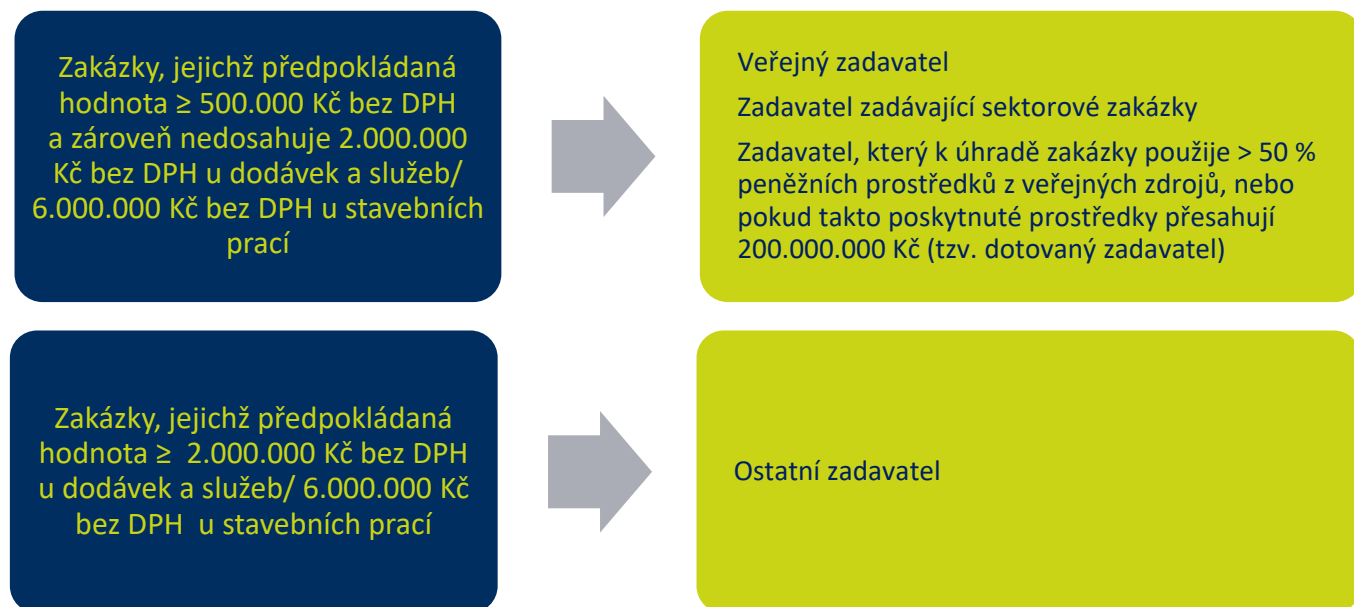 Zakázky, jejichž předpokládaná
hodnota ≥ 500.000 Kč bez DPH
a zároveň nedosahuje 2.000.000
Kč bez DPH u dodávek a služeb/
6.000.000 Kč bez DPH u stavebních
prací
Veřejný zadavatel
Zadavatel zadávající sektorové zakázky
Zadavatel, který k úhradě zakázky použije > 50 %
peněžních prostředků z veřejných zdrojů, nebo
pokud takto poskytnuté prostředky přesahují
200.000.000 Kč (tzv. dotovaný zadavatel)
Zakázky, jejichž předpokládaná
hodnota ≥ 2.000.000 Kč bez DPH
u dodávek a služeb/ 6.000.000 Kč
bez DPH u stavebních prací
Ostatní zadavatel